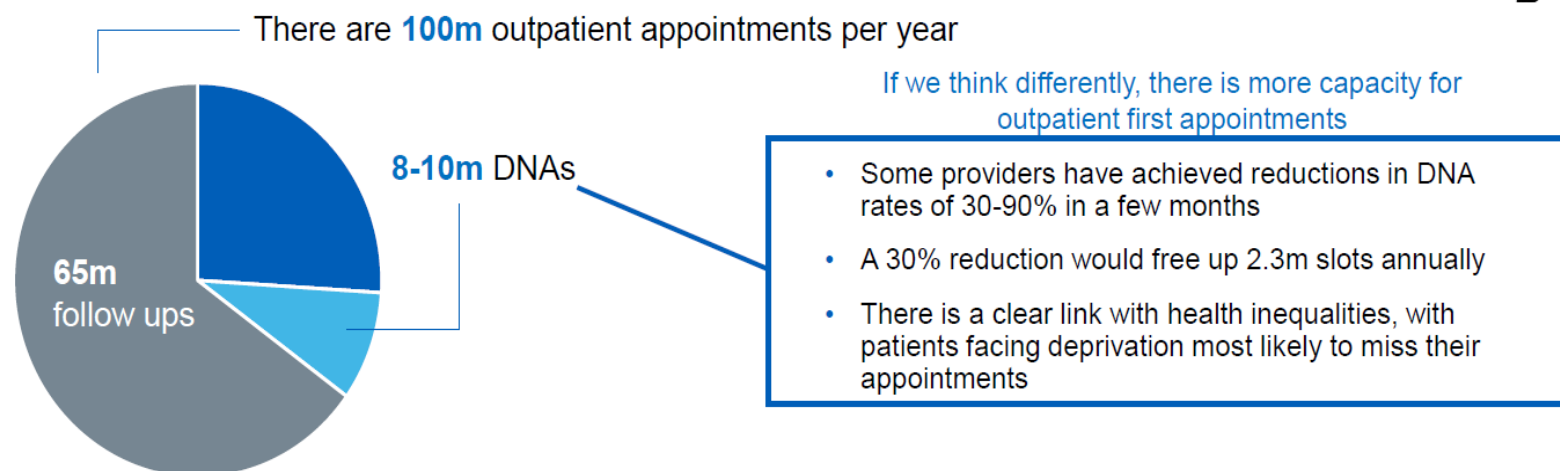 There are 100m outpatient appointments per year
If we think differently, there is more capacity for
outpatient first appointments
8-10m DNAs
65m
follow ups
• Some providers have achieved reductions in DNA
rates of 30-90% in a few months
• A 30% reduction would free up 2.3m slots annually
• There is a clear link with health inequalities, with
patients facing deprivation most likely to miss their
appointments